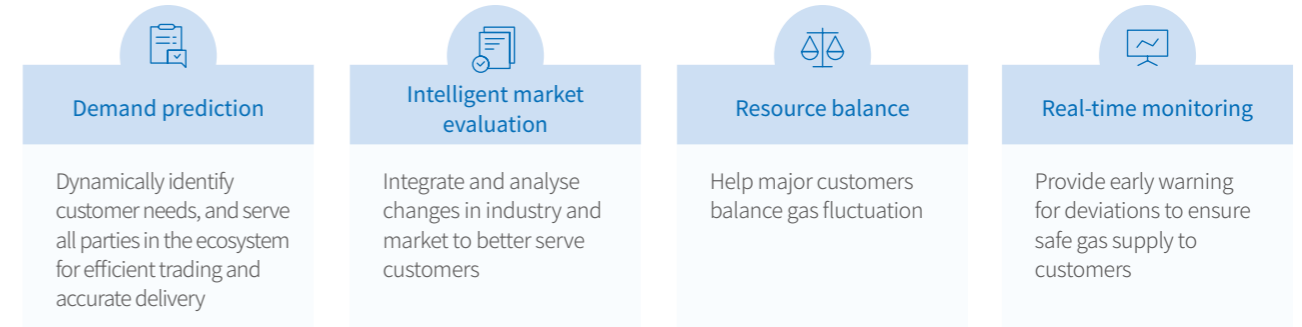 Demand prediction
Dynamically identify
customer needs, and serve
all parties in the ecosystem
for efficient trading and
accurate delivery
Intelligent market
evaluation
Integrate and analyse
changes in industry and
market to better serve
customers
Resource balance
Help major customers
balance gas fluctuation
Real-time monitoring
Provide early warning
for deviations to ensure
safe gas supply to
customers